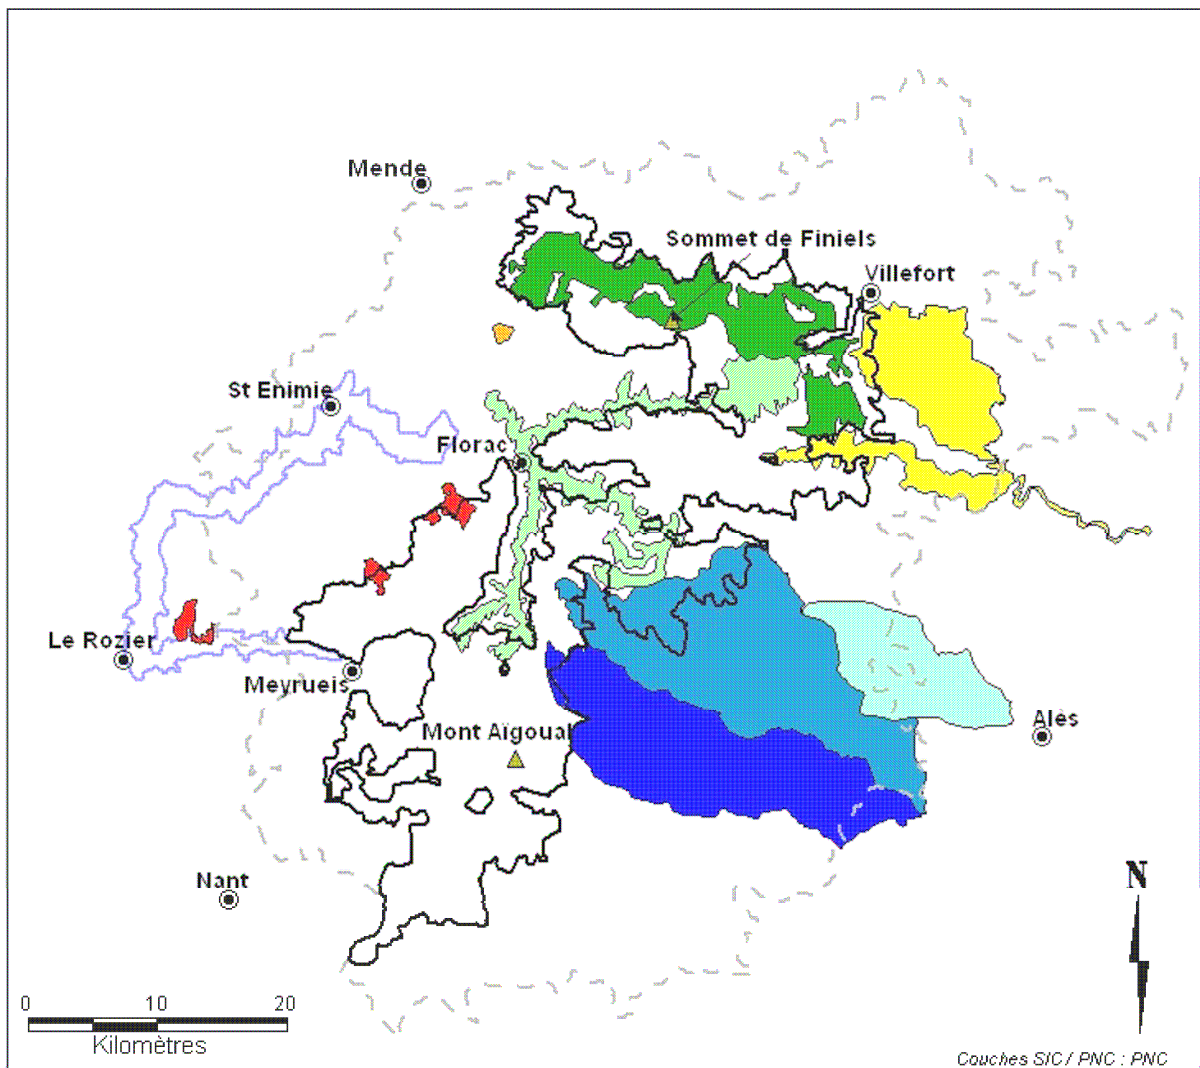 Mende
Sommet de Finiels
Villefort
St Enimie
Florac
Le Rozier
Meyrueis
Mont Aïgoual
Alès
Nant
N
0 10 20
Kilomètres
Couches SIC / PNC : PNC